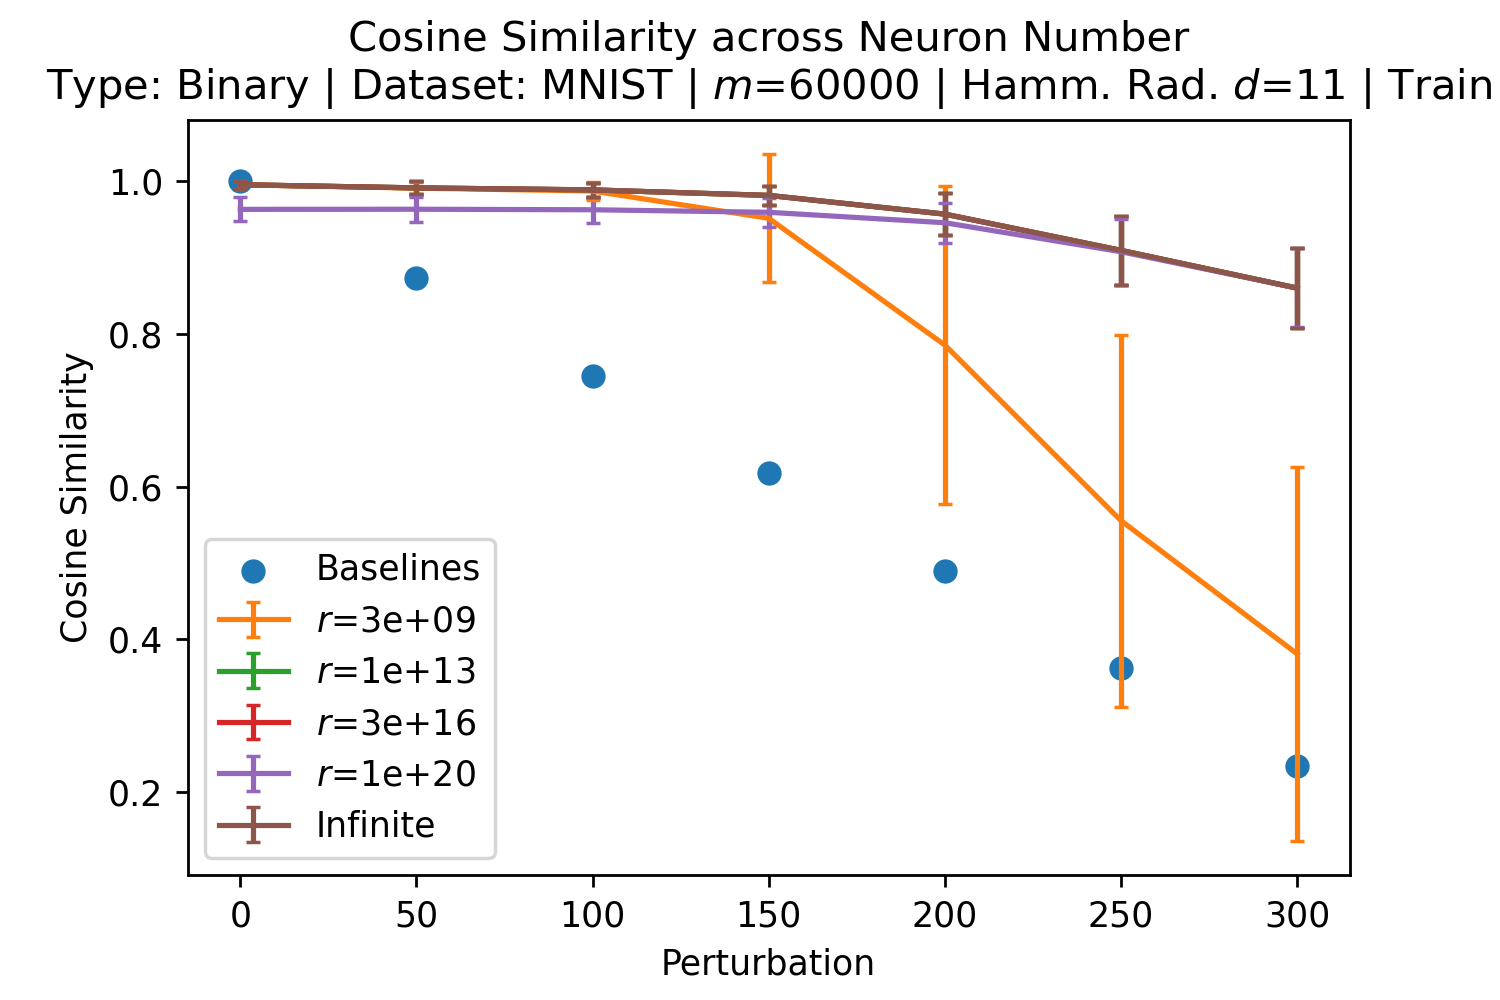 Cosine Similarity across Neuron Number
Type: Binary | Dataset: MNIST | m=60000 | Hamm. Rad. d=11 | Train
1.0
0.8
0.6
0.4
0.2
Cosine Similarity
Baselines
r=3e+09
r=1e+13
r=3e+16
r=1e+20
Infinite
0 50 100 150 200 250 300
Perturbation